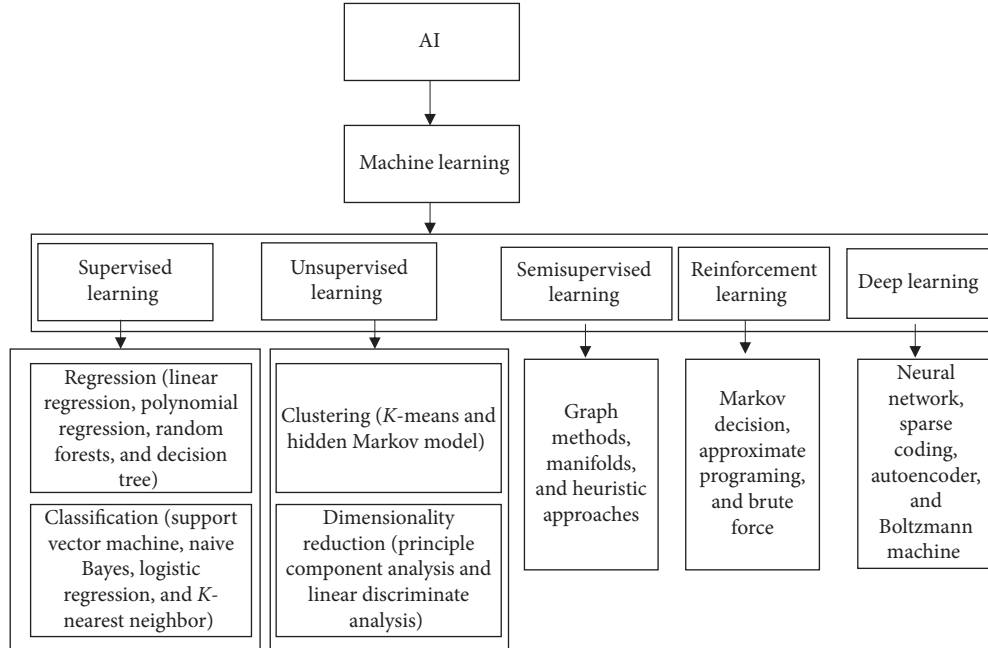 AI
Machine learning
Supervised
learning
Unsupervised
learning
Semisupervised
learning
Reinforcement
learning
Deep learning
Regression (linear
regression, polynomial
regression, random
forests, and decision
tree)
Classification (support
vector machine, naive
Bayes, logistic
regression, and K-
nearest neighbor)
Clustering (K-means and
hidden Markov model)
Dimensionality
reduction (principle
component analysis and
linear discriminate
analysis)
Graph
methods,
manifolds,
and heuristic
approaches
Markov
decision,
approximate
programing,
and brute
force
Neural
network,
sparse
coding,
autoencoder,
and
Boltzmann
machine